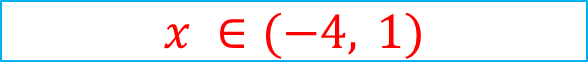 x ∈ (−4, 1)